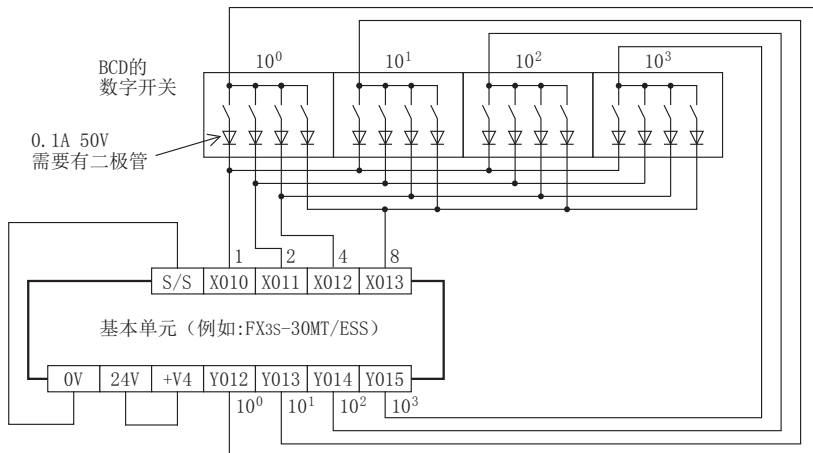 10⁰ 10¹ 10² 10³
BCD的
数字开关
0.1A 50V
需要有二极管
1 2 4 8
S/S X010 X011 X012 X013
基本单元（例如:FX3S-30MT/ESS）
0V 24V +V4 Y012 Y013 Y014 Y015
10⁰ 10¹ 10² 10³